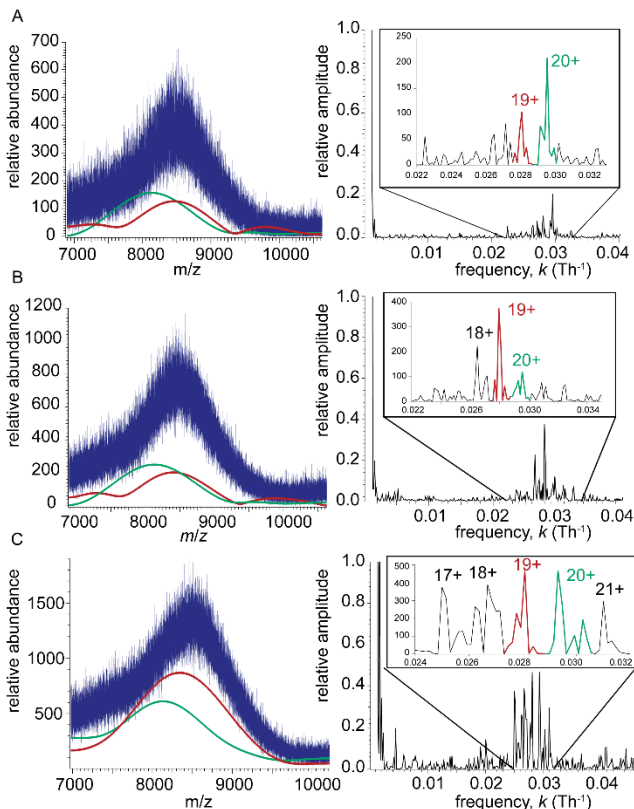 A
relative abundance
700
600
500
400
300
200
100
0
7000 8000 9000 10000
m/z
relative amplitude
1.0
0.8
0.6
0.4
0.2
0.0
250
200
150
100
50
0
19+
20+
0.022 0.024 0.026 0.028 0.030 0.032
0.01 0.02 0.03 0.04
frequency, k (Th-1)
B
relative abundance
1200
1000
800
600
400
200
0
7000 8000 9000 10000
m/z
relative amplitude
1.0
0.8
0.6
0.4
0.2
0.0
400
300
200
100
0
18+
19+
20+
0.022 0.026 0.030 0.034
0.01 0.02 0.03 0.04
frequency, k (Th-1)
C
relative abundance
1500
1000
500
7000 8000 9000 10000
m/z
relative amplitude
1.0
0.8
0.6
0.4
0.2
0.0
500
400
300
200
100
0
17+ 18+ 19+ 20+ 21+
0.024 0.026 0.028 0.030 0.032
0.01 0.02 0.03 0.04
frequency, k (Th-1)